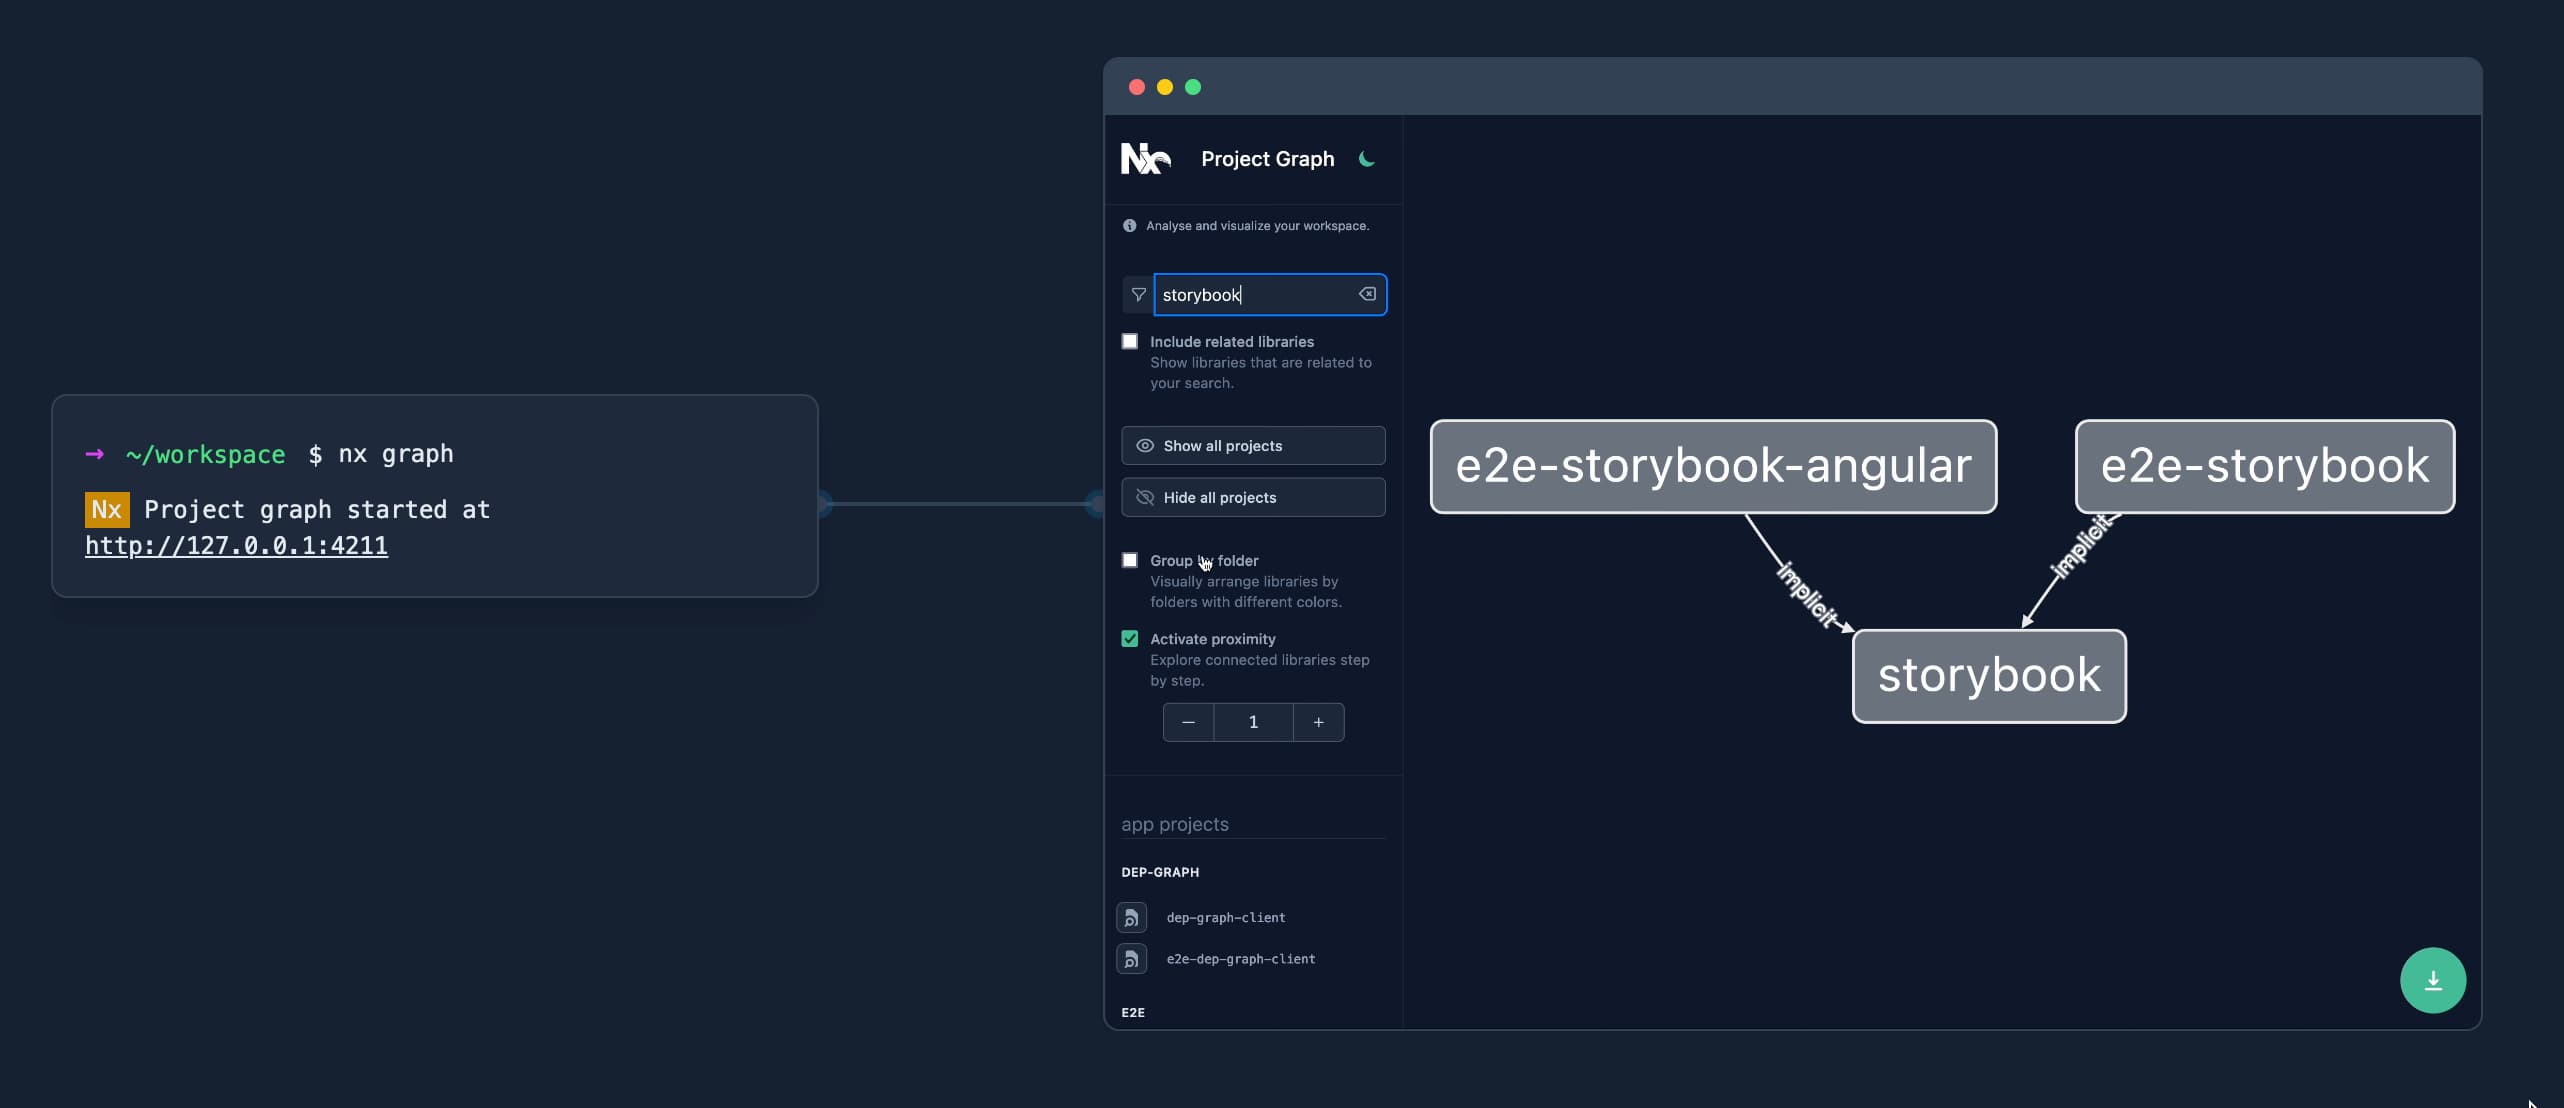 → ~/workspace $ nx graph
Nx Project graph started at
http://127.0.0.1:4211
Nx Project Graph
Analyse and visualize your workspace.
storybook
Include related libraries
Show libraries that are related to
your search.
Show all projects
Hide all projects
Group by folder
Visually arrange libraries by
folders with different colors.
Activate proximity
Explore connected libraries step
by step.
− 1 +
app projects
DEP-GRAPH
dep-graph-client
e2e-dep-graph-client
E2E
e2e-storybook-angular
e2e-storybook
implicit
implicit
storybook